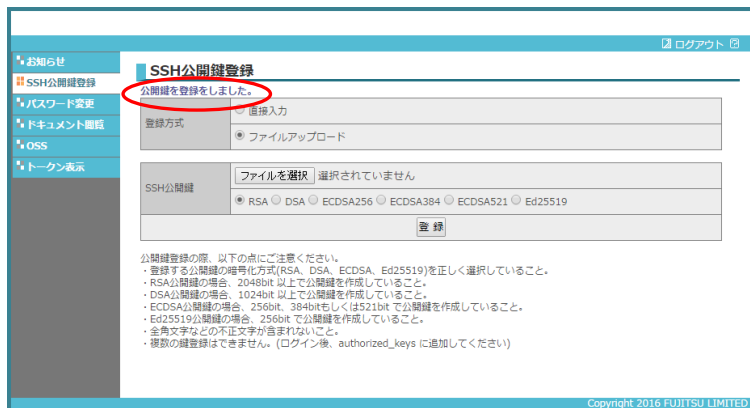 ログアウト
お知らせ
SSH公開鍵登録
パスワード変更
ドキュメント閲覧
OSS
トークン表示
SSH公開鍵登録
公開鍵を登録をしました。
登録方式
直接入力
ファイルアップロード
SSH公開鍵
ファイルを選択 選択されていません
RSA DSA ECDSA256 ECDSA384 ECDSA521 Ed25519
登 録
公開鍵登録の際、以下の点にご注意ください。
・登録する公開鍵の暗号化方式(RSA、DSA、ECDSA、Ed25519)を正しく選択していること。
・RSA公開鍵の場合、2048bit 以上で公開鍵を作成していること。
・DSA公開鍵の場合、1024bit 以上で公開鍵を作成していること。
・ECDSA公開鍵の場合、256bit、384bitもしくは521bit で公開鍵を作成していること。
・Ed25519公開鍵の場合、256bit で公開鍵を作成していること。
・全角文字などの不正文字が含まれないこと。
・複数の鍵登録はできません。(ログイン後、authorized_keys に追加してください)
Copyright 2016 FUJITSU LIMITED